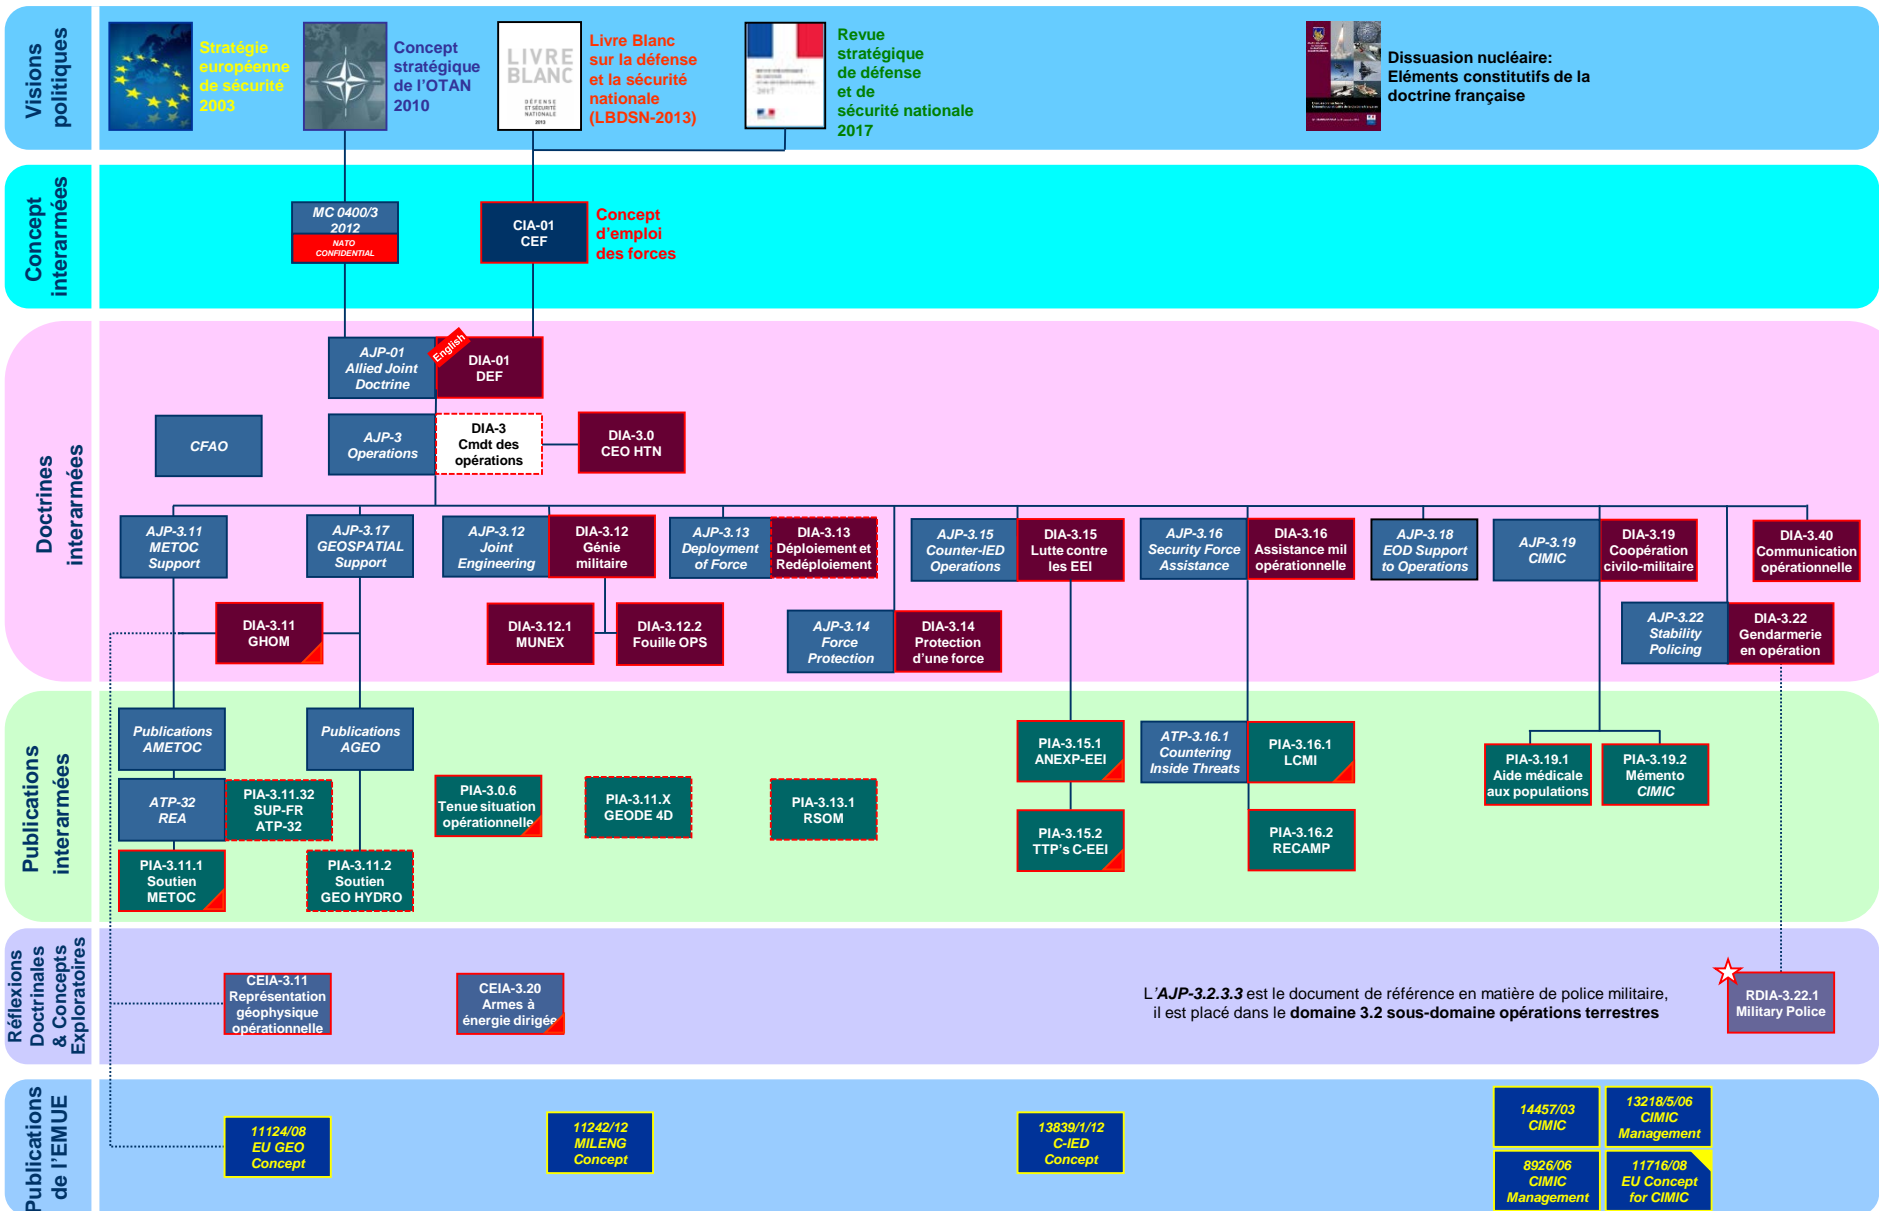 Visions
politiques
Stratégie
européenne
de sécurité
2003
Concept
stratégique
de l'OTAN
2010
LIVRE
BLANC
DÉFENSE
ET SÉCURITÉ
NATIONALE
2013
Livre Blanc
sur la défense
et la sécurité
nationale
(LBDSN-2013)
2017
Revue
stratégique
de défense
et de
sécurité nationale
2017
Dissuasion nucléaire:
Eléments constitutifs de la
doctrine française
Concept
interarmées
MC 0400/3
2012
NATO
CONFIDENTIAL
CIA-01
CEF
Concept
d'emploi
des forces
Doctrines
interarmées
AJP-01
Allied Joint
Doctrine
English
DIA-01
DEF
CFAO
AJP-3
Operations
DIA-3
Cmdt des
opérations
DIA-3.0
CEO HTN
AJP-3.11
METOC
Support
AJP-3.17
GEOSPATIAL
Support
AJP-3.12
Joint
Engineering
DIA-3.12
Génie
militaire
AJP-3.13
Deployment
of Force
DIA-3.13
Déploiement et
Redéploiement
AJP-3.15
Counter-IED
Operations
DIA-3.15
Lutte contre
les EEI
AJP-3.16
Security Force
Assistance
DIA-3.16
Assistance mil
opérationnelle
AJP-3.18
EOD Support
to Operations
AJP-3.19
CIMIC
DIA-3.19
Coopération
civilo-militaire
DIA-3.40
Communication
opérationnelle
DIA-3.11
GHOM
DIA-3.12.1
MUNEX
DIA-3.12.2
Fouille OPS
AJP-3.14
Force
Protection
DIA-3.14
Protection
d'une force
AJP-3.22
Stability
Policing
DIA-3.22
Gendarmerie
en opération
Publications
interarmées
Publications
AMETOC
Publications
AGEO
PIA-3.15.1
ANEXP-EEI
ATP-3.16.1
Countering
Inside Threats
PIA-3.16.1
LCMI
PIA-3.19.1
Aide médicale
aux populations
PIA-3.19.2
Mémento
CIMIC
ATP-32
REA
PIA-3.11.32
SUP-FR
ATP-32
PIA-3.0.6
Tenue situation
opérationnelle
PIA-3.11.X
GEODE 4D
PIA-3.13.1
RSOM
PIA-3.15.2
TTP's C-EEI
PIA-3.16.2
RECAMP
PIA-3.11.1
Soutien
METOC
PIA-3.11.2
Soutien
GEO HYDRO
Réflexions
Doctrinales
& Concepts
Exploratoires
CEIA-3.11
Représentation
géophysique
opérationnelle
CEIA-3.20
Armes à
énergie dirigée
L'AJP-3.2.3.3 est le document de référence en matière de police militaire,
il est placé dans le domaine 3.2 sous-domaine opérations terrestres
RDIA-3.22.1
Military Police
Publications
de l'EMUE
11124/08
EU GEO
Concept
11242/12
MILENG
Concept
13839/1/12
C-IED
Concept
14457/03
CIMIC
13218/5/06
CIMIC
Management
8926/06
CIMIC
Management
11716/08
EU Concept
for CIMIC